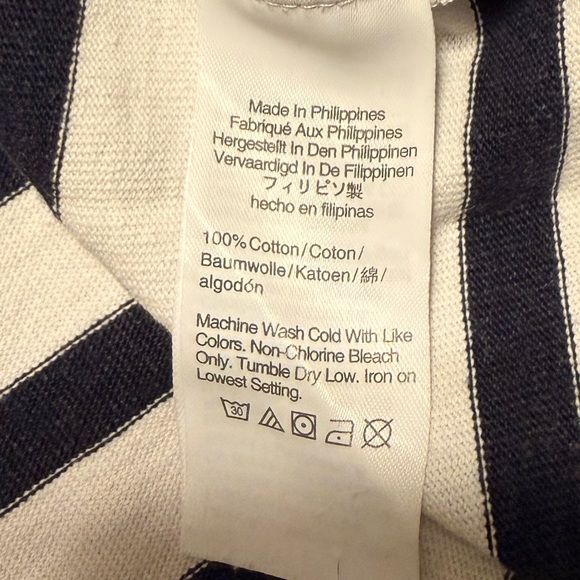 Made In Philippines
Fabriqué Aux Philippines
Hergestellt In Den Philippinen
Vervaardigd In De Filippijnen
フィリピソ製
hecho en filipinas
100% Cotton/Coton/
Baumwolle/Katoen/綿/
algodón
Machine Wash Cold With Like
Colors. Non-Chlorine Bleach
Only. Tumble Dry Low. Iron on
Lowest Setting.
30